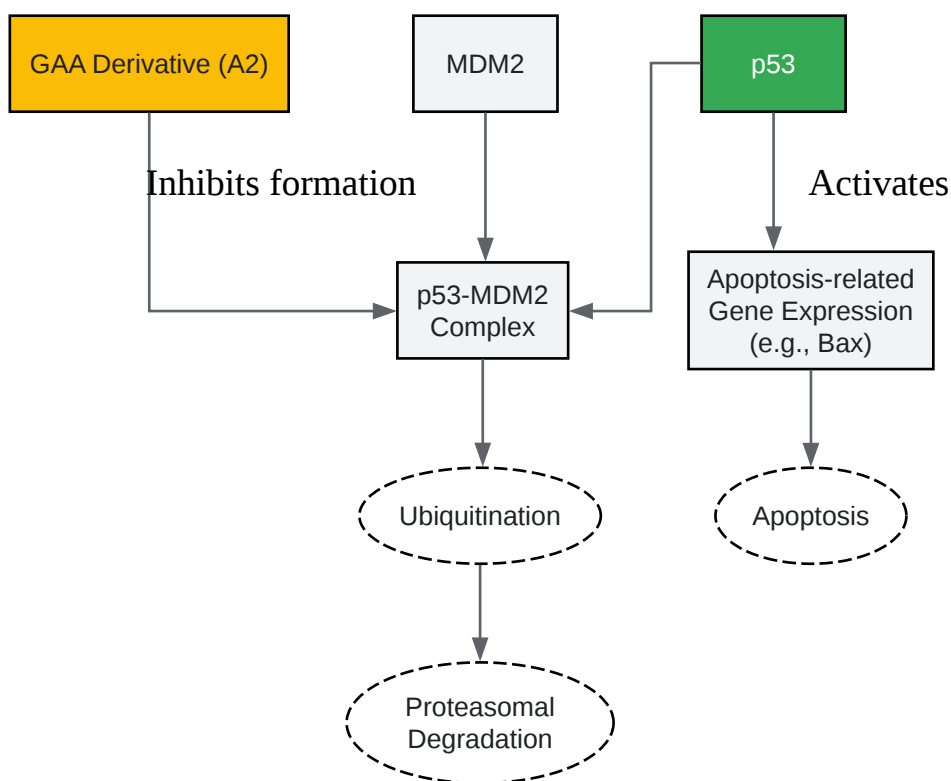 GAA Derivative (A2)
MDM2
p53
Inhibits formation
Activates
p53-MDM2
Complex
Apoptosis-related
Gene Expression
(e.g., Bax)
Ubiquitination
Apoptosis
Proteasomal
Degradation